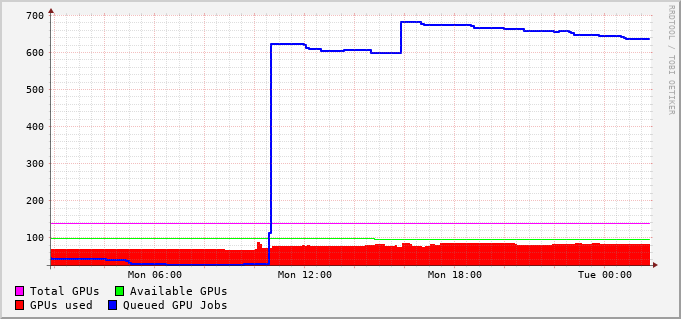 700
600
500
400
300
200
100
Mon 06:00 Mon 12:00 Mon 18:00 Tue 00:00
Total GPUs Available GPUs
GPUs used Queued GPU Jobs
RRDTOOL / TOBI OETIKER